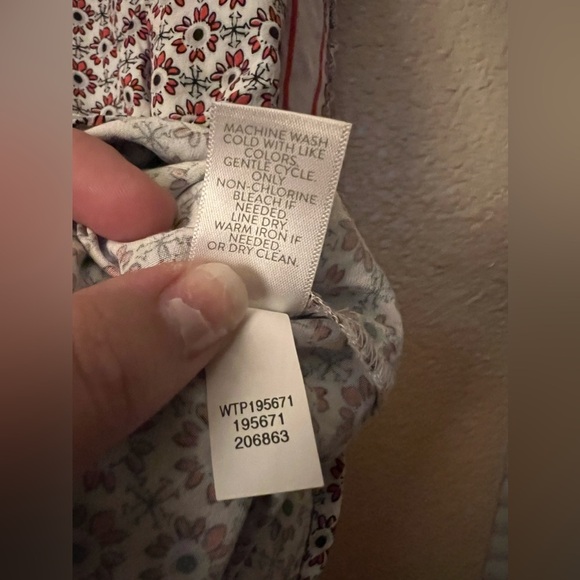 MACHINE WASH
COLD WITH LIKE
COLORS.
GENTLE CYCLE.
ONLY
NON-CHLORINE
BLEACH IF
NEEDED.
LINE DRY.
WARM IRON IF
NEEDED.
OR DRY CLEAN.
WTP195671
195671
206863